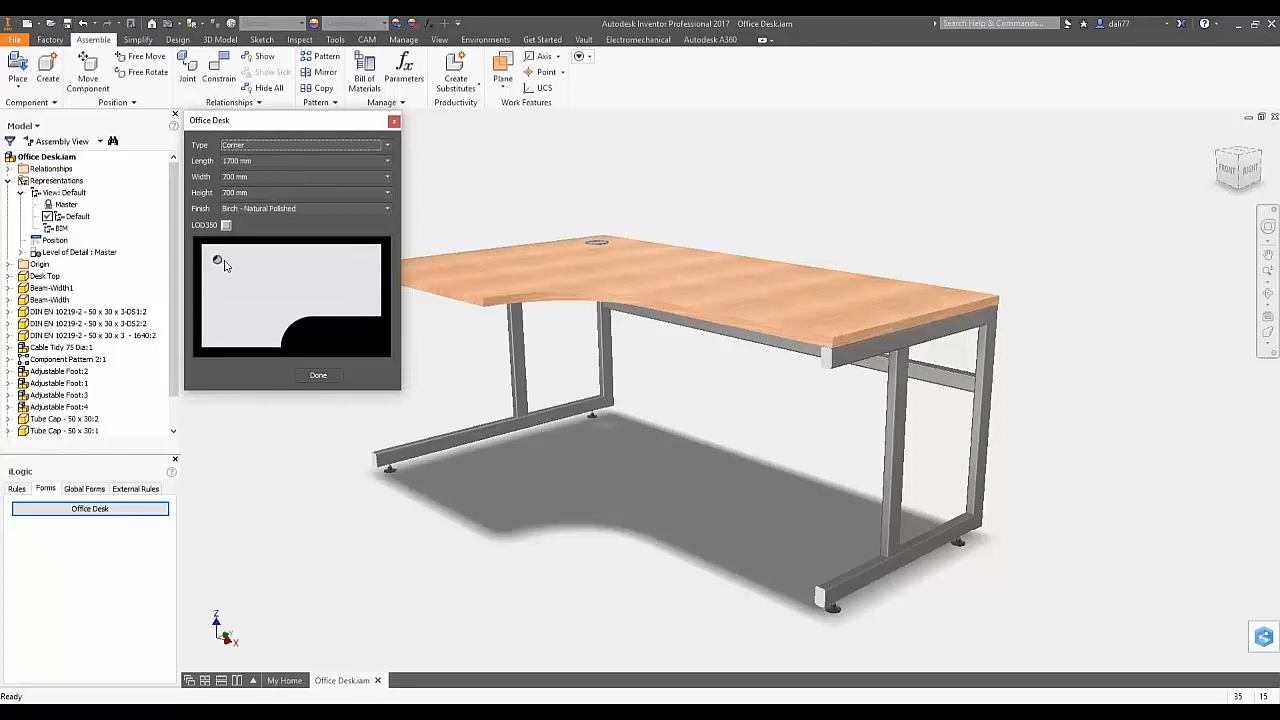 Autodesk Inventor Professional 2017 Office Desk.iam
Search Help & Commands...
dali77
File Factory Assemble Simplify Design 3D Model Sketch Inspect Tools CAM Manage View Environments Get Started Vault Electromechanical Autodesk A360
Place
Create
Move Component
Free Move
Free Rotate
Joint
Constrain
Show
Show Sick
Hide All
Pattern
Mirror
Copy
Bill of Materials
Parameters
Create Substitutes
Plane
Axis
Point
UCS
Component Position Relationships Pattern Manage Productivity Work Features
Model
Assembly View
Office Desk.iam
Relationships
Representations
View: Default
Master
Default
BIM
Position
Level of Detail : Master
Origin
Desk Top
Beam-Width1
Beam-Width
DIN EN 10219-2 - 50 x 30 x 3-DS1:2
DIN EN 10219-2 - 50 x 30 x 3-DS2:2
DIN EN 10219-2 - 50 x 30 x 3 - 1640:2
Cable Tidy 75 Dia:1
Component Pattern 2:1
Adjustable Foot:2
Adjustable Foot:1
Adjustable Foot:3
Adjustable Foot:4
Tube Cap - 50 x 30:2
Tube Cap - 50 x 30:1
iLogic
Rules Forms Global Forms External Rules
Office Desk
Office Desk
Type Corner
Length 1700 mm
Width 700 mm
Height 700 mm
Finish Birch - Natural Polished
LOD350
Done
FRONT RIGHT
Z
X
My Home Office Desk.iam
Ready
35 15